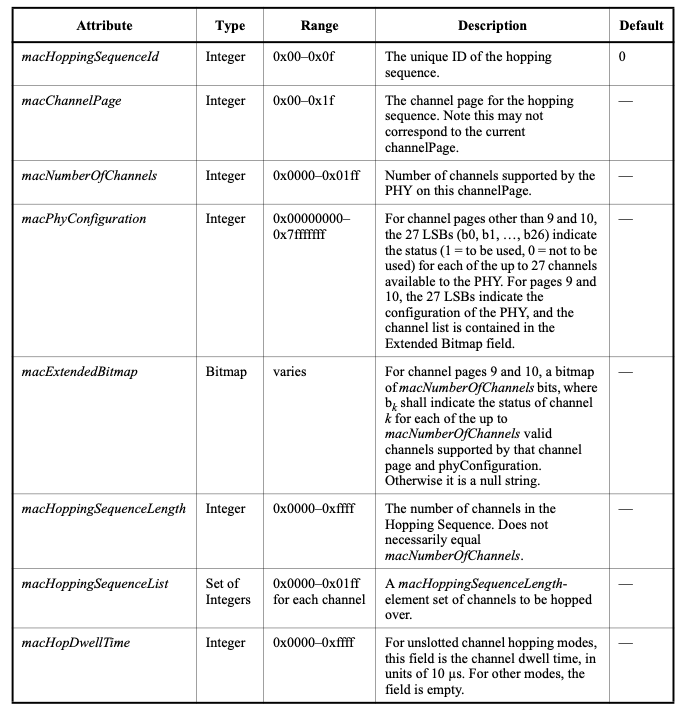 Attribute Type Range Description Default
macHoppingSequenceId Integer 0x00–0x0f The unique ID of the hopping 0
sequence.
macChannelPage Integer 0x00–0x1f The channel page for the hopping —
sequence. Note this may not
correspond to the current
channelPage.
macNumberOfChannels Integer 0x0000–0x01ff Number of channels supported by the —
PHY on this channelPage.
macPhyConfiguration Integer 0x00000000– For channel pages other than 9 and 10, —
0x7fffffff the 27 LSBs (b0, b1, …, b26) indicate
the status (1 = to be used, 0 = not to be
used) for each of the up to 27 channels
available to the PHY. For pages 9 and
10, the 27 LSBs indicate the
configuration of the PHY, and the
channel list is contained in the
Extended Bitmap field.
macExtendedBitmap Bitmap varies For channel pages 9 and 10, a bitmap —
of macNumberOfChannels bits, where
bk shall indicate the status of channel
k for each of the up to
macNumberOfChannels valid
channels supported by that channel
page and phyConfiguration.
Otherwise it is a null string.
macHoppingSequenceLength Integer 0x0000–0xffff The number of channels in the —
Hopping Sequence. Does not
necessarily equal
macNumberOfChannels.
macHoppingSequenceList Set of 0x0000–0x01ff A macHoppingSequenceLength- —
Integers for each channel element set of channels to be hopped
over.
macHopDwellTime Integer 0x0000–0xffff For unslotted channel hopping modes, —
this field is the channel dwell time, in
units of 10 μs. For other modes, the
field is empty.